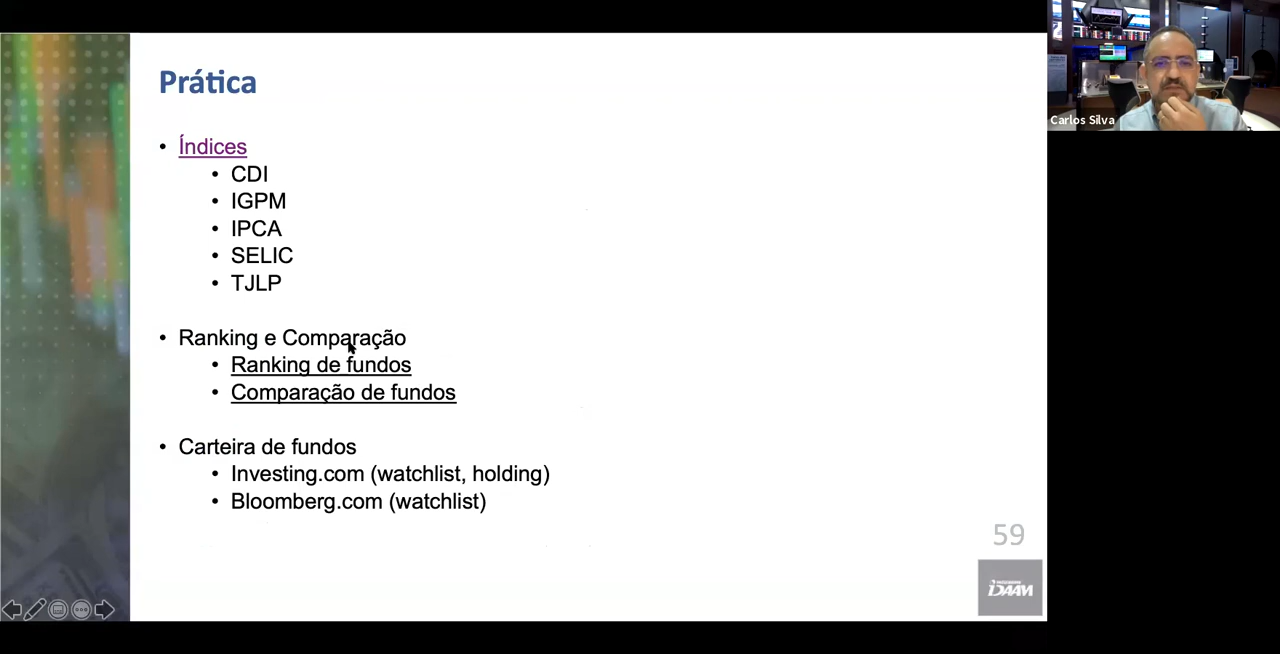 Prática
• Índices
• CDI
• IGPM
• IPCA
• SELIC
• TJLP
• Ranking e Comparação
• Ranking de fundos
• Comparação de fundos
• Carteira de fundos
• Investing.com (watchlist, holding)
• Bloomberg.com (watchlist)
59
Carlos Silva